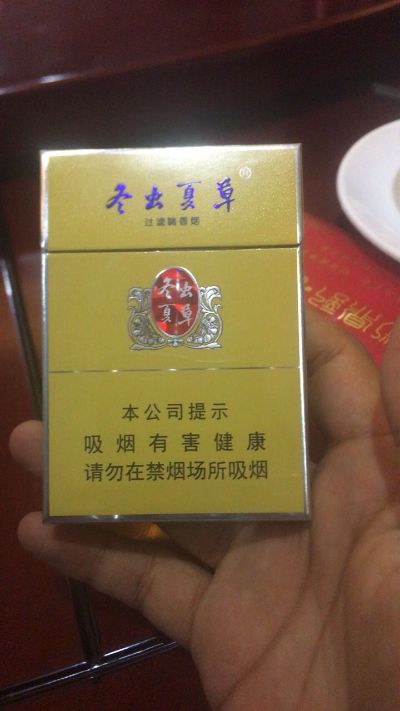 冬虫夏草®
过滤嘴香烟
冬虫
夏草
本公司提示
吸烟有害健康
请勿在禁烟场所吸烟